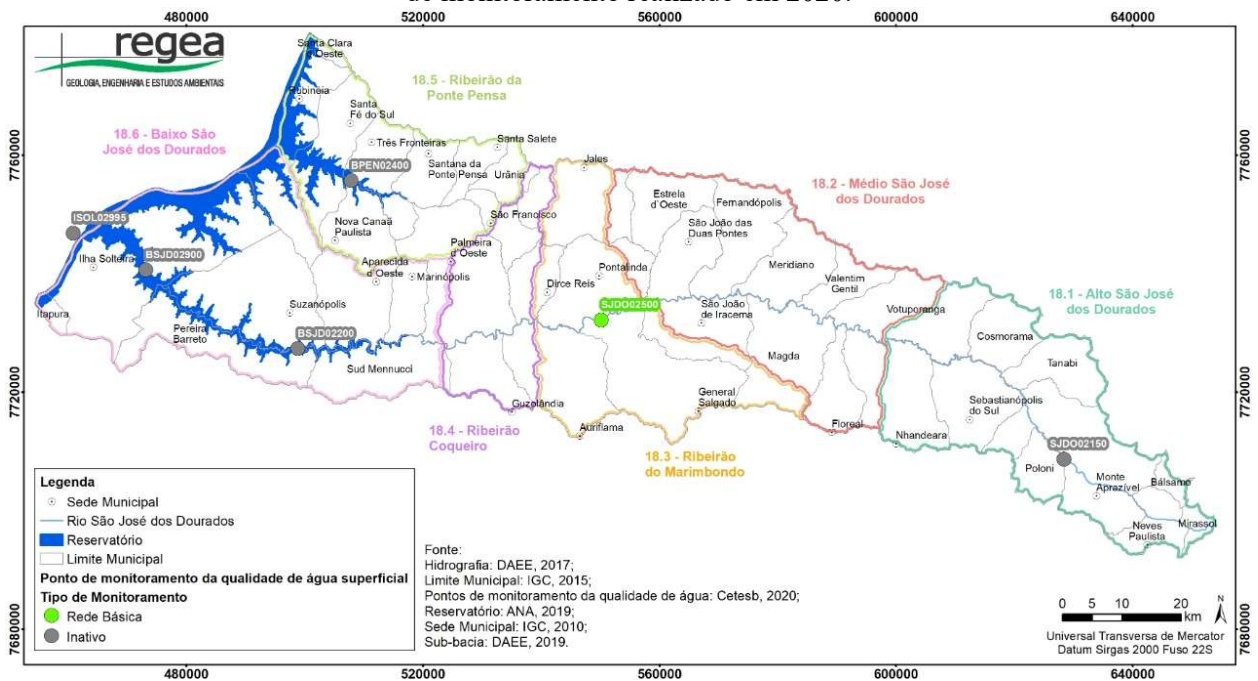 de monitoramento realizado em 2020.
480000 520000 560000 600000 640000
regea
GEOLOGIA, ENGENHARIA E ESTUDOS AMBIENTAIS
Santa Clara
d'Oeste
18.5 - Ribeirão da
Ponte Pensa
Rubineia
Santa
Fé do Sul
18.6 - Baixo São
José dos Dourados
Três Fronteiras
Santa Salete
7760000
7760000
Jales
BPEN02400
Santana da
Ponte Pensa
Urânia
18.2 - Médio São José
dos Dourados
Estrela
d'Oeste
Fernandópolis
ISOL02995
São Francisco
São João das
Duas Pontes
Nova Canaã
Paulista
Palmeira
d'Oeste
BSJD02900
Ilha Solteira
Aparecida
d'Oeste
Marinópolis
Pontalinda
Meridiano
Valentim
Gentil
Dirce Reis
18.1 - Alto São José
dos Dourados
Itapura
Suzanópolis
SJDO02500
São João
de Iracema
Votuporanga
Pereira
Barreto
BSJD02200
Cosmorama
Sud Mennucci
Magda
Tanabi
7720000
7720000
General
Salgado
Sebastianópolis
do Sul
Guzolândia
18.4 - Ribeirão
Coqueiro
Auriflama
Floreal
Nhandeara
SJDO02150
18.3 - Ribeirão
do Marimbondo
Poloni
Monte
Aprazível
Bálsamo
Neves
Paulista
Mirassol
Legenda
Sede Municipal
Rio São José dos Dourados
Reservatório
Limite Municipal
Ponto de monitoramento da qualidade de água superficial
Tipo de Monitoramento
Rede Básica
Inativo
Fonte:
Hidrografia: DAEE, 2017;
Limite Municipal: IGC, 2015;
Pontos de monitoramento da qualidade de água: Cetesb, 2020;
Reservatório: ANA, 2019;
Sede Municipal: IGC, 2010;
Sub-bacia: DAEE, 2019.
0 5 10 20
km
N
Universal Transversa de Mercator
Datum Sirgas 2000 Fuso 22S
7680000
7680000
480000 520000 560000 600000 640000